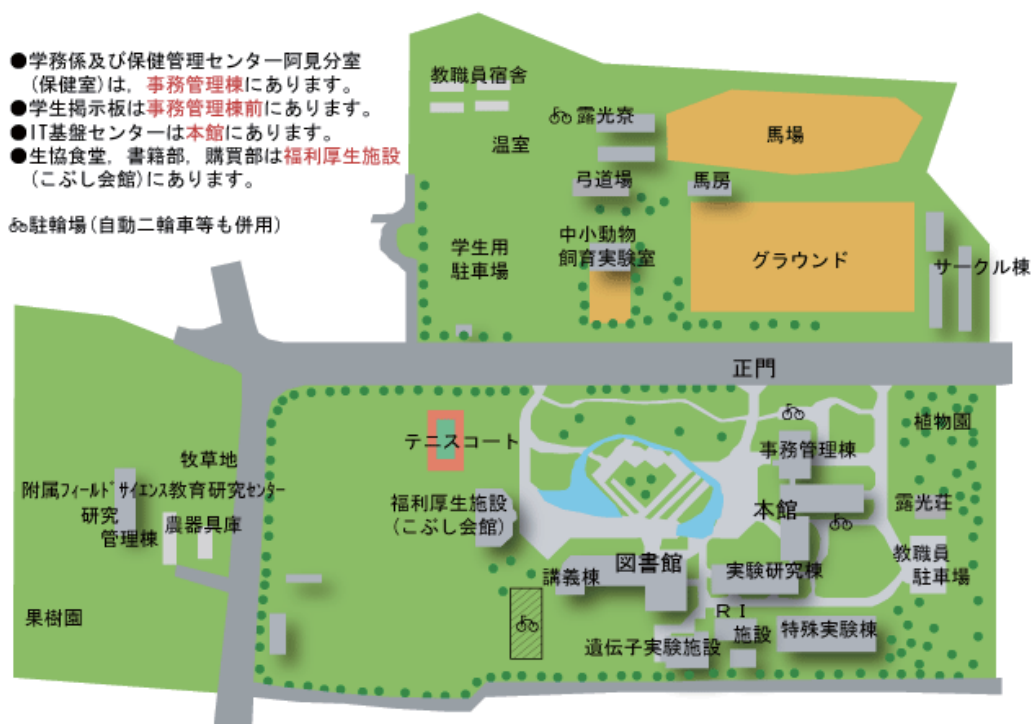 ●学務係及び保健管理センター阿見分室
(保健室)は，事務管理棟にあります。
●学生掲示板は事務管理棟前にあります。
●IT基盤センターは本館にあります。
●生協食堂，書籍部，購買部は福利厚生施設
(こぶし会館)にあります。
駐輪場(自動二輪車等も併用)
教職員宿舎
露光寮
馬場
温室
弓道場
馬房
中小動物
飼育実験室
学生用
駐車場
グラウンド
サークル棟
正門
植物園
テニスコート
事務管理棟
牧草地
附属フィールドサイエンス教育研究センター
研究
管理棟
農器具庫
福利厚生施設
(こぶし会館)
本館
露光荘
教職員
駐車場
図書館
講義棟
実験研究棟
果樹園
ＲＩ
施設
特殊実験棟
遺伝子実験施設